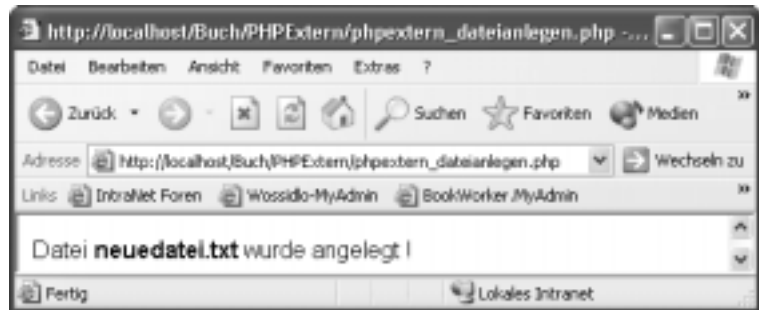 http://localhost/Buch/PHPExtern/phpextern_dateianlegen.php -...
Datei Bearbeiten Ansicht Favoriten Extras ?
Zurück Suchen Favoriten Medien »
Adresse http://localhost/Buch/PHPExtern/phpextern_dateianlegen.php Wechseln zu
Links IntraNet Foren Wossidlo-MyAdmin BookWorker /MyAdmin »
Datei neuedatei.txt wurde angelegt !
Fertig Lokales Intranet